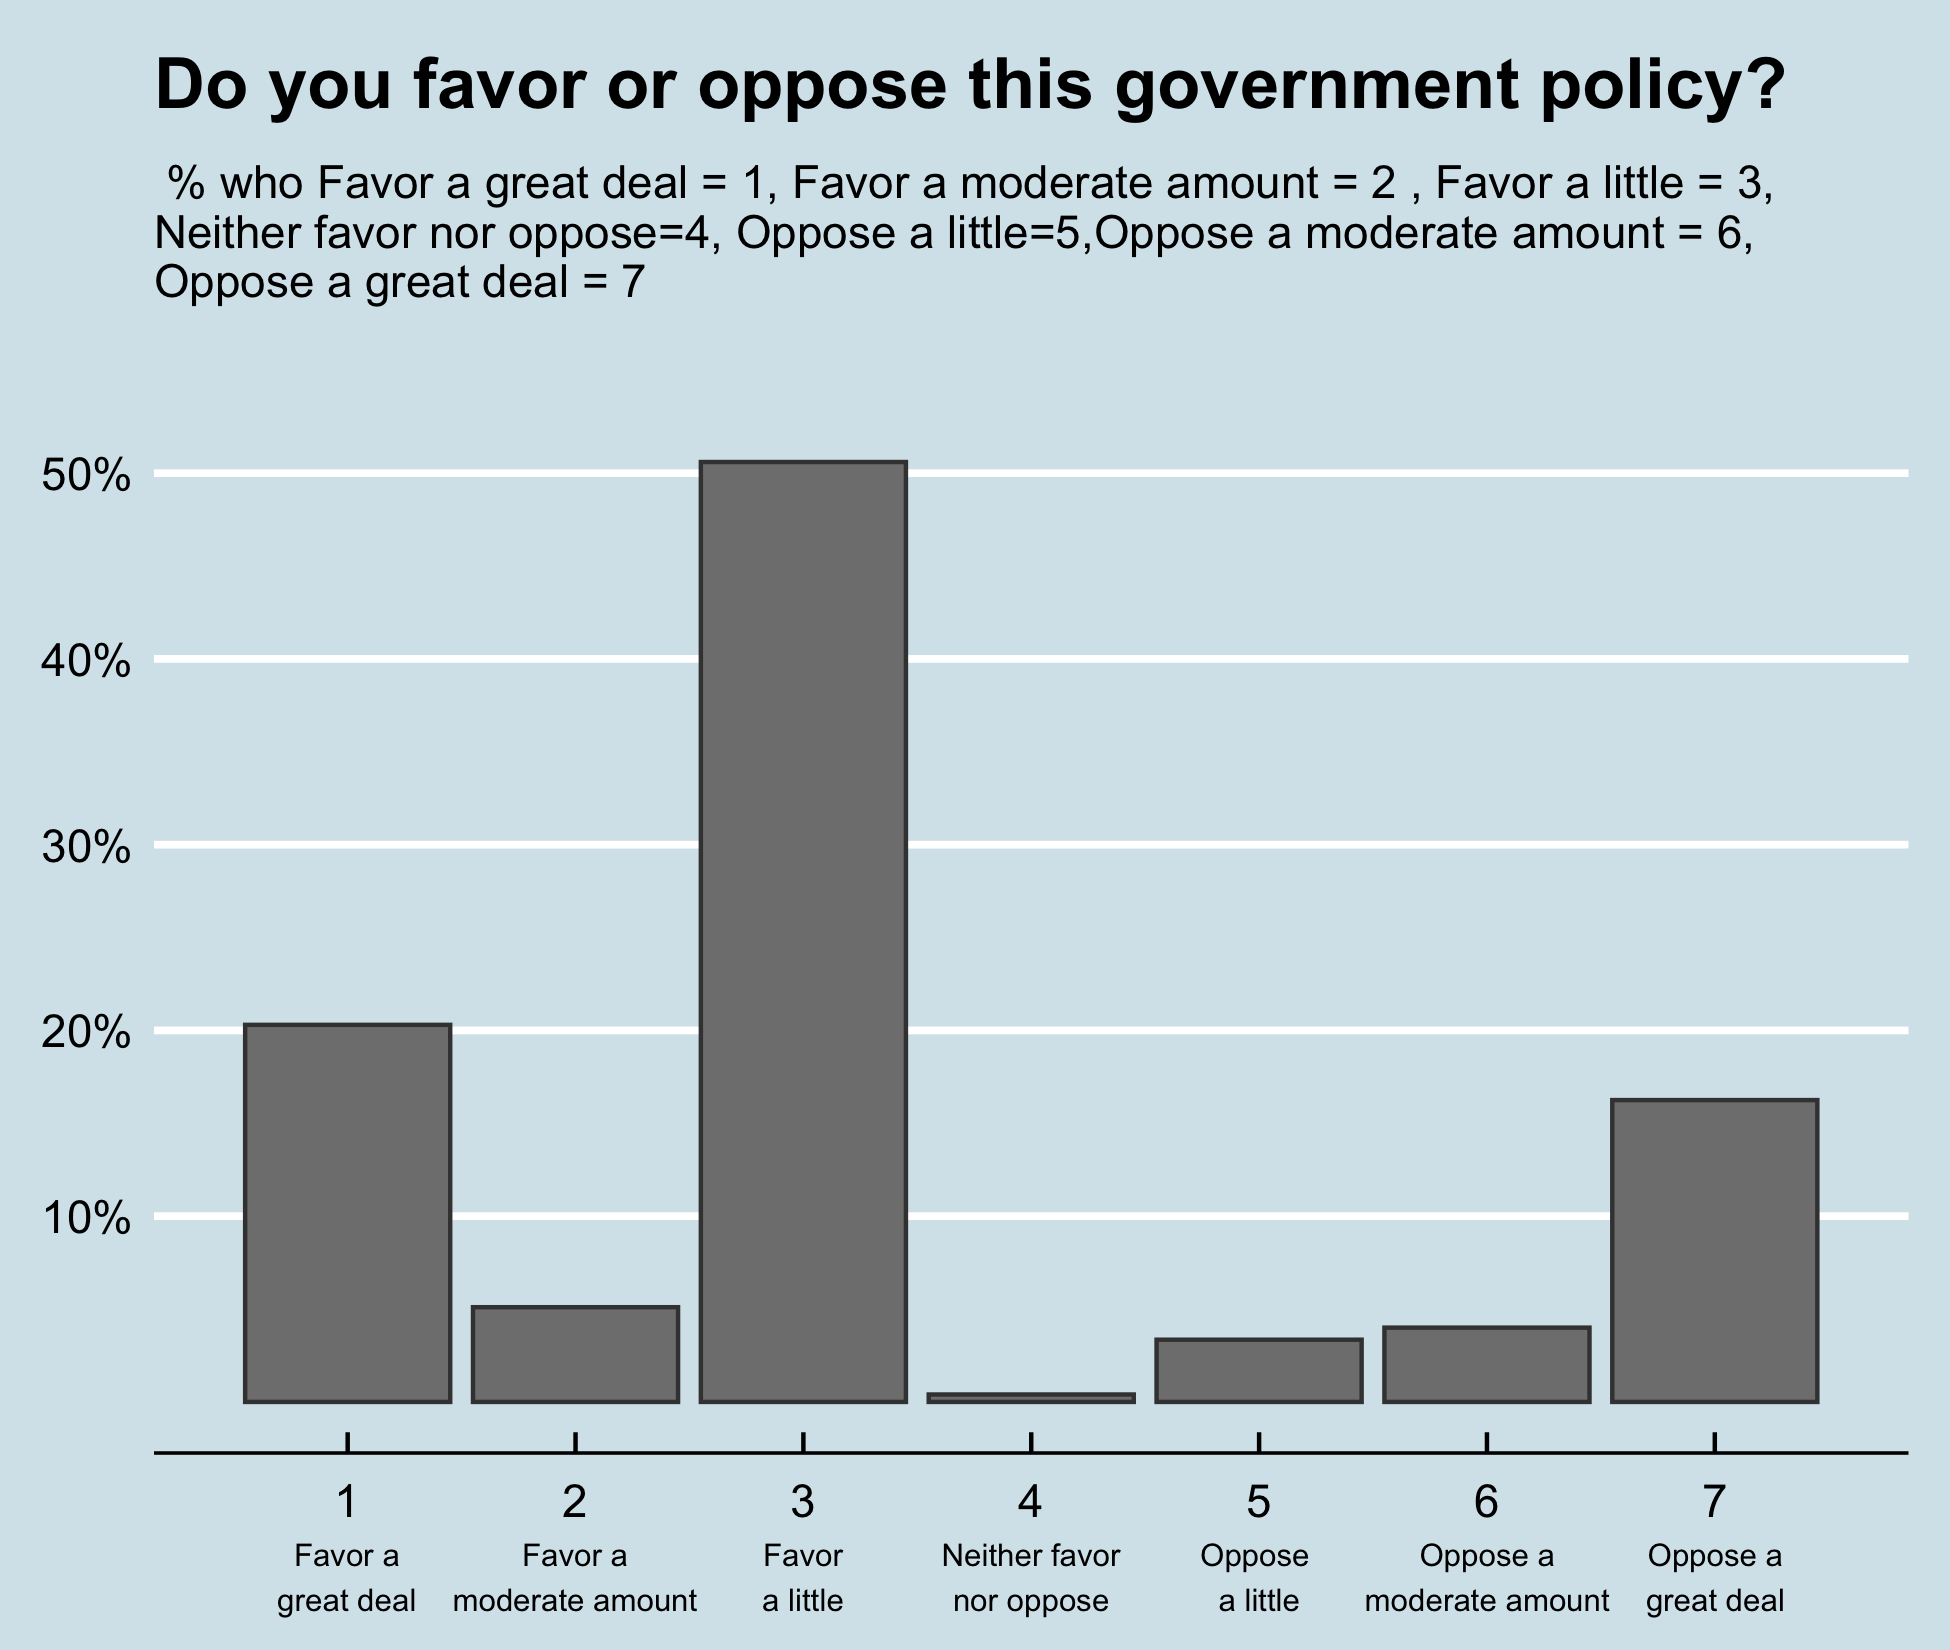 Do you favor or oppose this government policy?
% who Favor a great deal = 1, Favor a moderate amount = 2 , Favor a little = 3,
Neither favor nor oppose=4, Oppose a little=5,Oppose a moderate amount = 6,
Oppose a great deal = 7
50%
40%
30%
20%
10%
1 2 3 4 5 6 7
Favor a Favor a Favor Neither favor Oppose Oppose a Oppose a
great deal moderate amount a little nor oppose a little moderate amount great deal